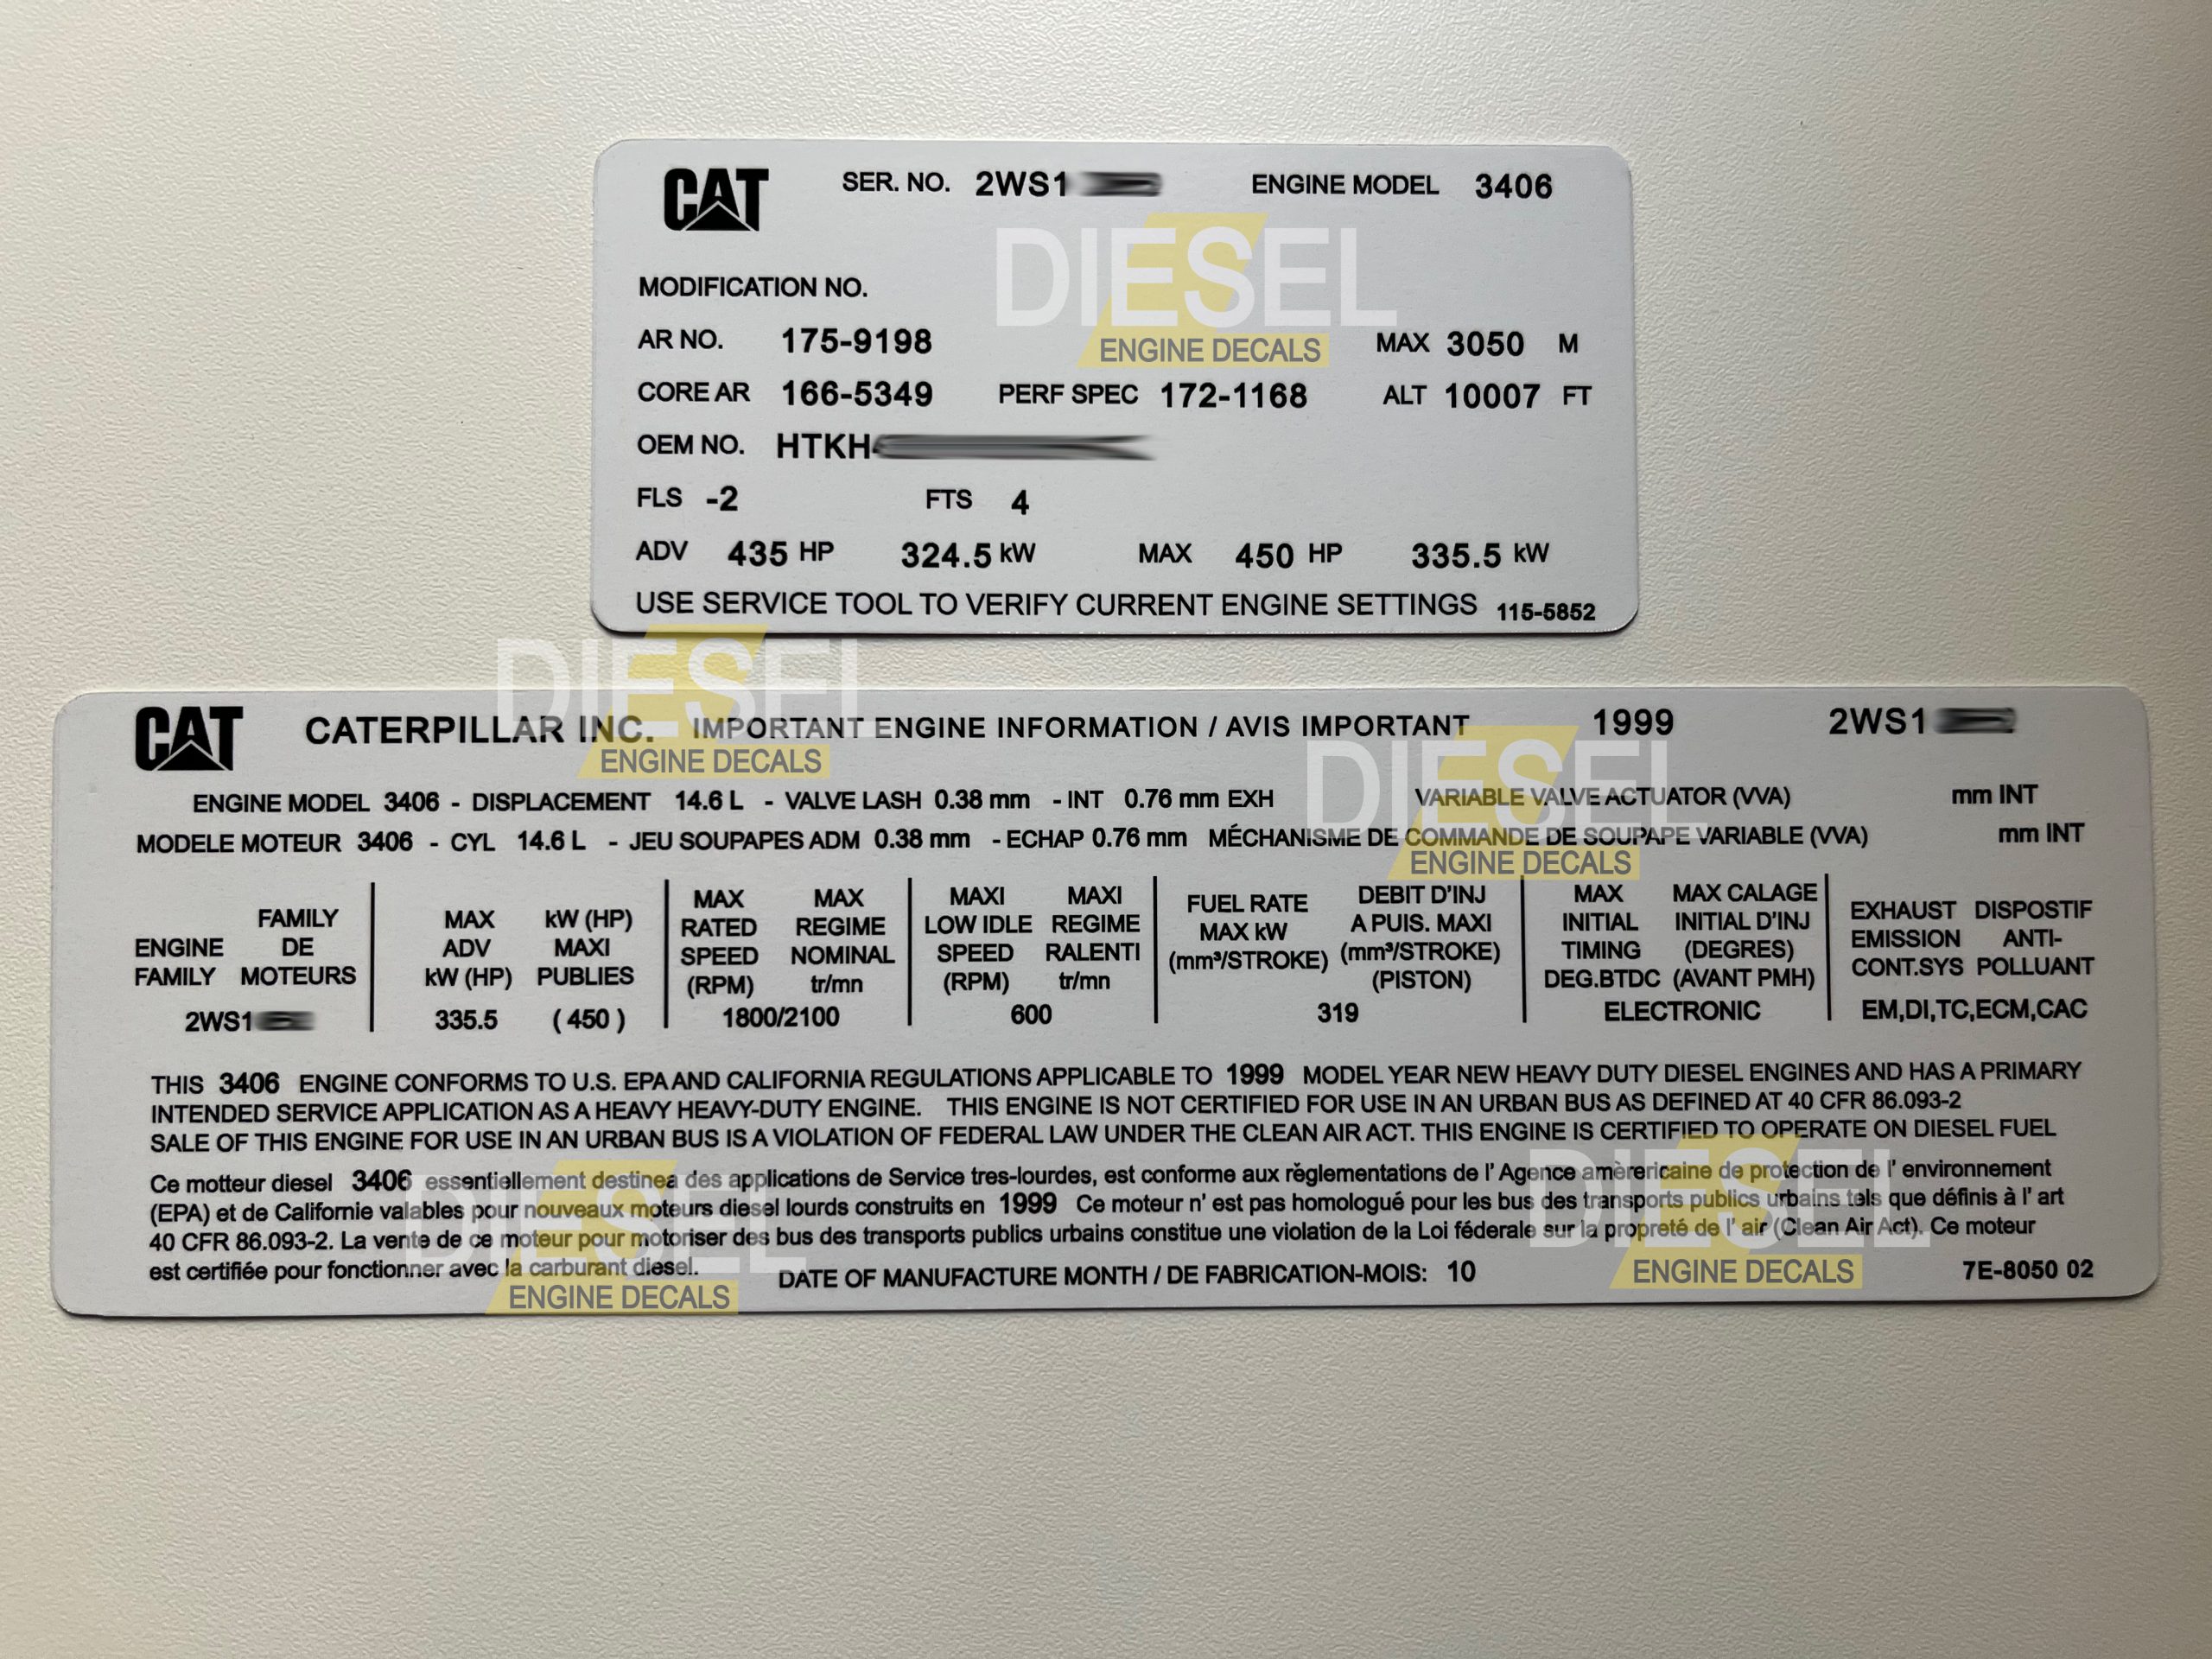 CAT SER. NO. 2WS1 ENGINE MODEL 3406
DIESEL
MODIFICATION NO.
ENGINE DECALS
AR NO. 175-9198 MAX 3050 M
CORE AR 166-5349 PERF SPEC 172-1168 ALT 10007 FT
OEM NO. HTKH
FLS -2 FTS 4
ADV 435 HP 324.5 kW MAX 450 HP 335.5 kW
USE SERVICE TOOL TO VERIFY CURRENT ENGINE SETTINGS 115-5852
DIESEL
ENGINE DECALS
CAT CATERPILLAR INC. IMPORTANT ENGINE INFORMATION / AVIS IMPORTANT 1999 2WS1
DIESEL
ENGINE DECALS
ENGINE MODEL 3406 - DISPLACEMENT 14.6 L - VALVE LASH 0.38 mm - INT 0.76 mm EXH VARIABLE VALVE ACTUATOR (VVA) mm INT
MODELE MOTEUR 3406 - CYL 14.6 L - JEU SOUPAPES ADM 0.38 mm - ECHAP 0.76 mm MÉCHANISME DE COMMANDE DE SOUPAPE VARIABLE (VVA) mm INT
ENGINE FAMILY
FAMILY DE MOTEURS
2WS1
MAX ADV kW (HP)
kW (HP) MAXI PUBLIES
335.5 ( 450 )
MAX RATED SPEED (RPM)
MAX REGIME NOMINAL tr/mn
1800/2100
MAXI LOW IDLE SPEED (RPM)
MAXI REGIME RALENTI tr/mn
600
FUEL RATE MAX kW (mm³/STROKE)
DEBIT D'INJ A PUIS. MAXI (mm³/STROKE) (PISTON)
319
MAX INITIAL TIMING DEG.BTDC
MAX CALAGE INITIAL D'INJ (DEGRES) (AVANT PMH)
ELECTRONIC
EXHAUST EMISSION CONT.SYS
DISPOSTIF ANTI- POLLUANT
EM,DI,TC,ECM,CAC
THIS 3406 ENGINE CONFORMS TO U.S. EPA AND CALIFORNIA REGULATIONS APPLICABLE TO 1999 MODEL YEAR NEW HEAVY DUTY DIESEL ENGINES AND HAS A PRIMARY
INTENDED SERVICE APPLICATION AS A HEAVY HEAVY-DUTY ENGINE. THIS ENGINE IS NOT CERTIFIED FOR USE IN AN URBAN BUS AS DEFINED AT 40 CFR 86.093-2
SALE OF THIS ENGINE FOR USE IN AN URBAN BUS IS A VIOLATION OF FEDERAL LAW UNDER THE CLEAN AIR ACT. THIS ENGINE IS CERTIFIED TO OPERATE ON DIESEL FUEL
Ce motteur diesel 3406 essentiellement destinea des applications de Service tres-lourdes, est conforme aux règlementations de l' Agence amèrericaine de protection de l' environnement
(EPA) et de Californie valables pour nouveaux moteurs diesel lourds construits en 1999 Ce moteur n' est pas homologué pour les bus des transports publics urbains tels que définis à l' art
40 CFR 86.093-2. La vente de ce moteur pour motoriser des bus des transports publics urbains constitue une violation de la Loi féderale sur la propreté de l' air (Clean Air Act). Ce moteur
est certifiée pour fonctionner avec la carburant diesel. DATE OF MANUFACTURE MONTH / DE FABRICATION-MOIS: 10 7E-8050 02
DIESEL
ENGINE DECALS
DIESEL
ENGINE DECALS